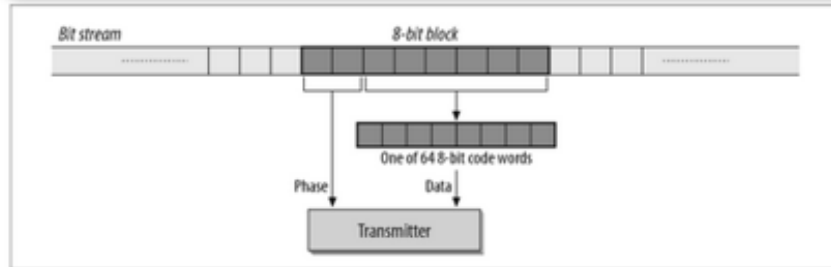 Bit stream
8-bit block
One of 64 8-bit code words
Phase
Data
Transmitter